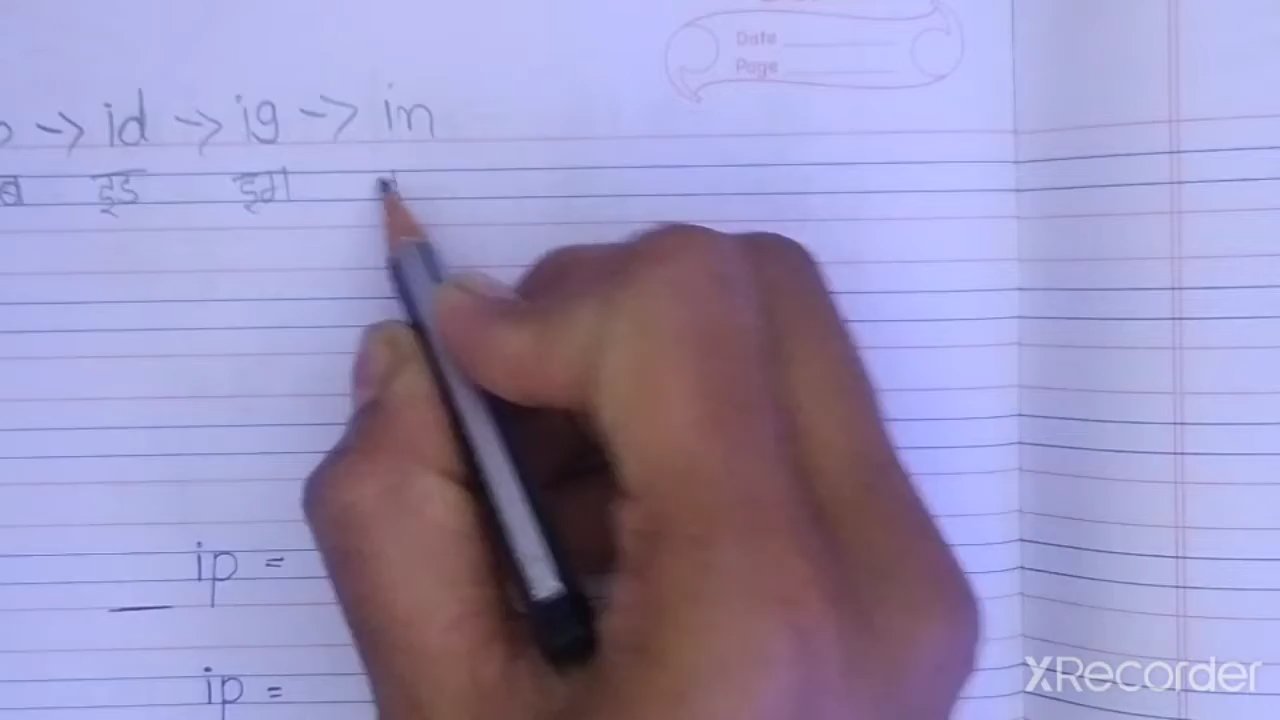 Date
Page
-> id -> ig -> in
इड इग
ip =
ip =
XRecorder